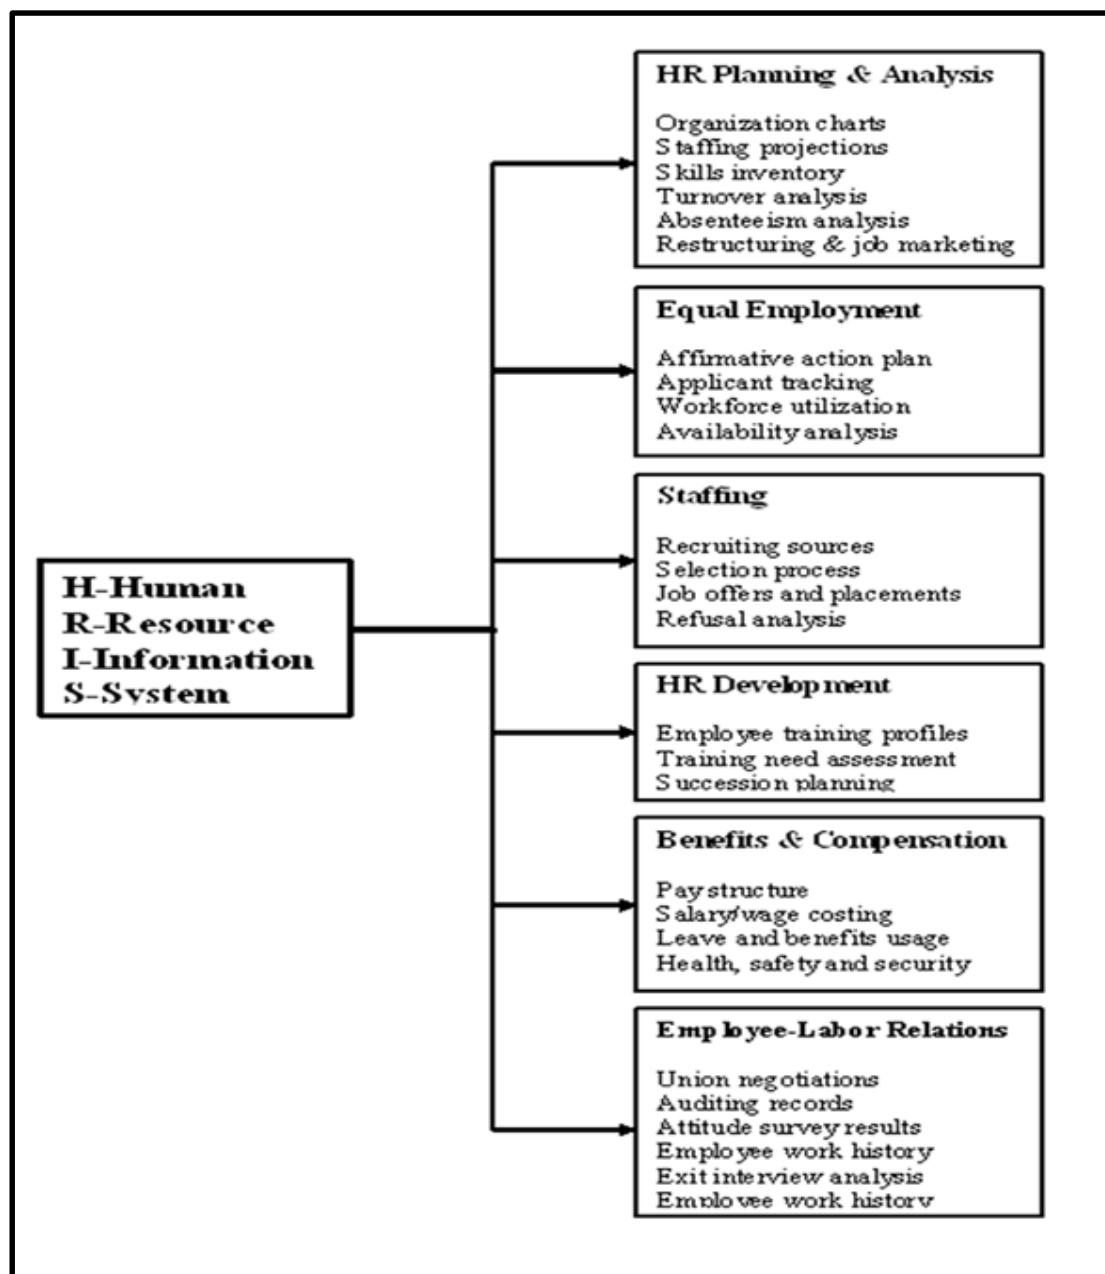 H-Human
R-Resource
I-Information
S-System
HR Planning & Analysis
Organization charts
Staffing projections
Skills inventory
Turnover analysis
Absenteeism analysis
Restructuring & job marketing
Equal Employment
Affirmative action plan
Applicant tracking
Workforce utilization
Availability analysis
Staffing
Recruiting sources
Selection process
Job offers and placements
Refusal analysis
HR Development
Employee training profiles
Training need assessment
Succession planning
Benefits & Compensation
Pay structure
Salary/wage costing
Leave and benefits usage
Health, safety and security
Employee-Labor Relations
Union negotiations
Auditing records
Attitude survey results
Employee work history
Exit interview analysis
Employee work history